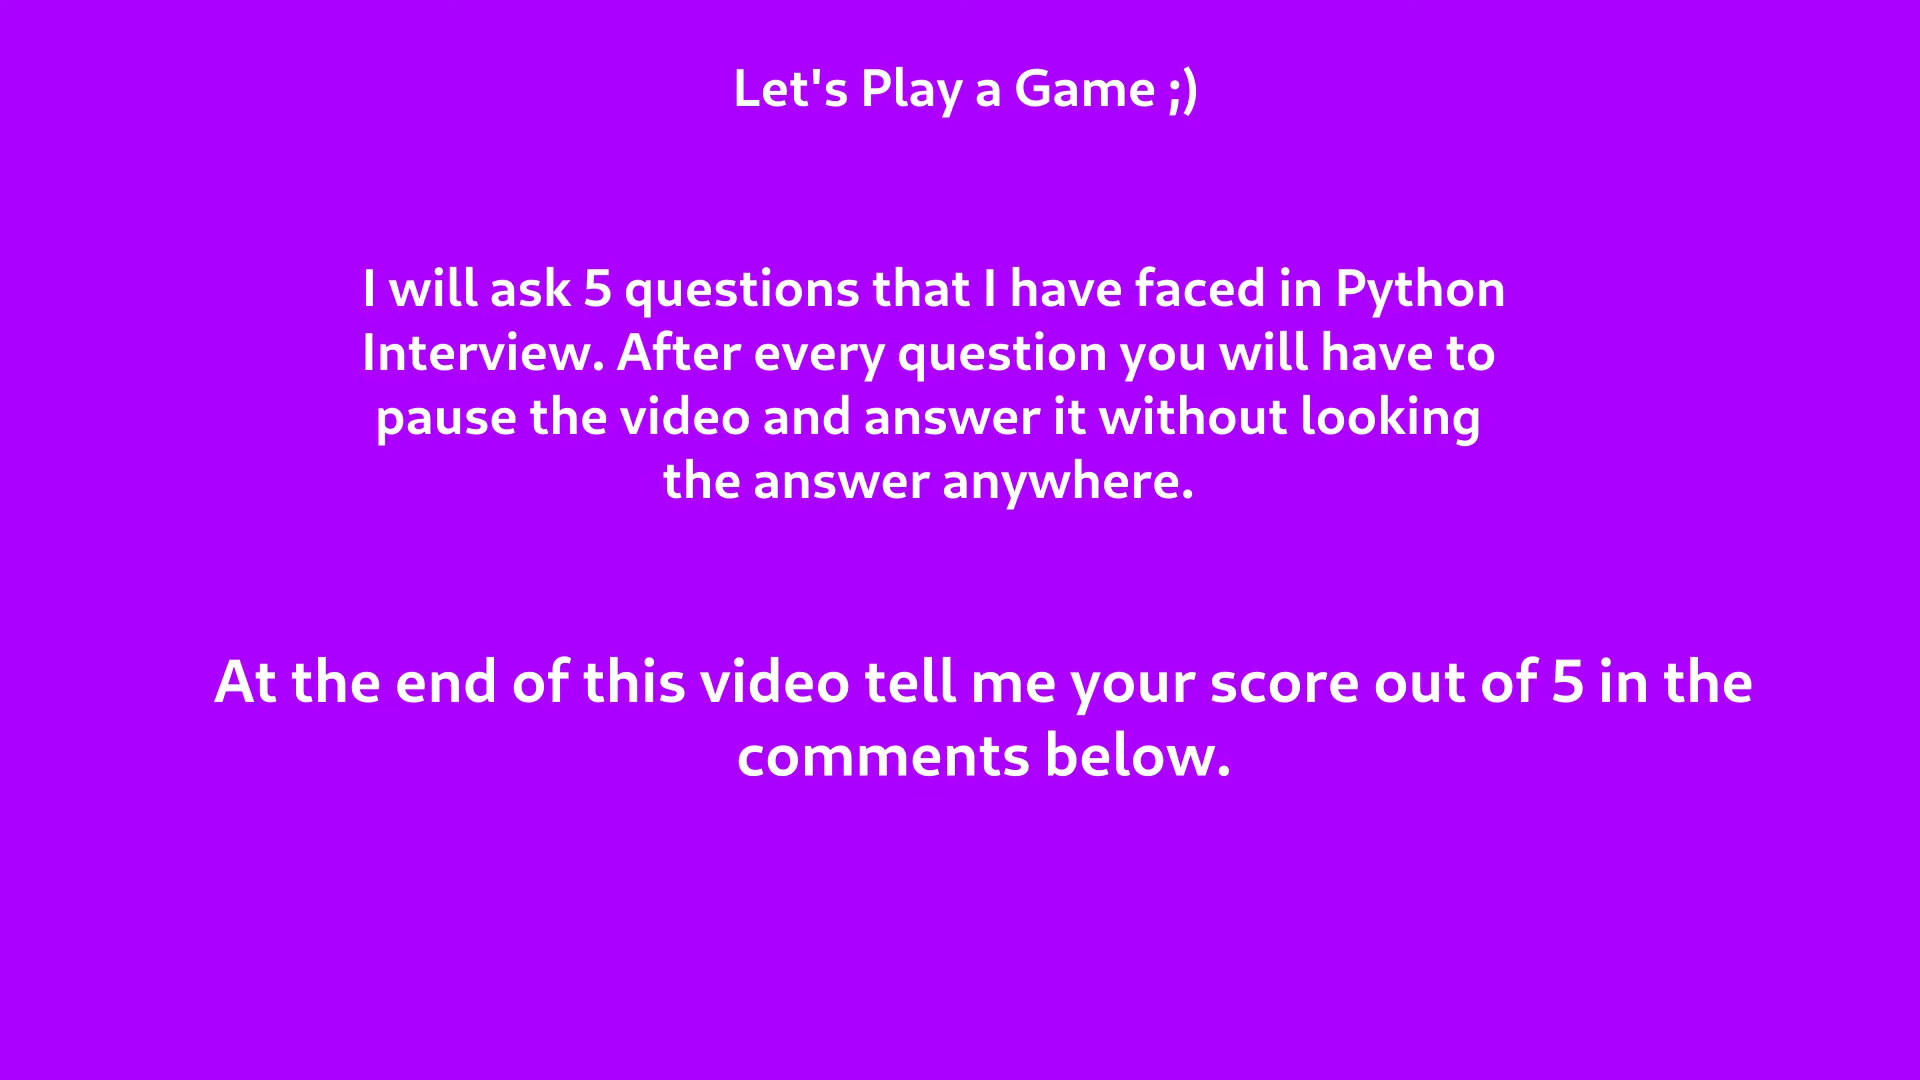 Let's Play a Game ;)
I will ask 5 questions that I have faced in Python
Interview. After every question you will have to
pause the video and answer it without looking
the answer anywhere.
At the end of this video tell me your score out of 5 in the
comments below.